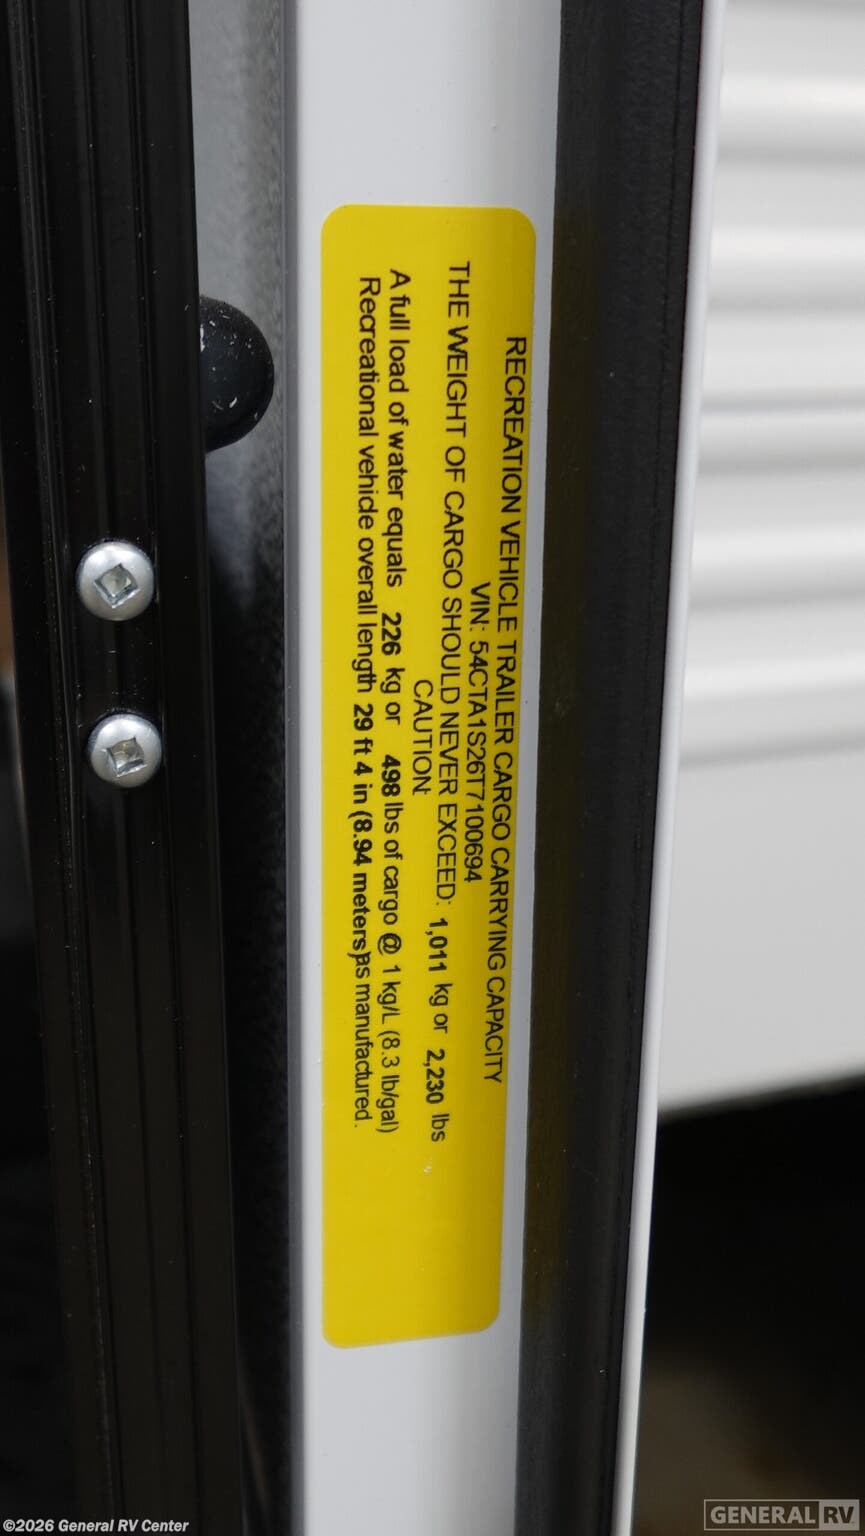 RECREATION VEHICLE TRAILER CARGO CARRYING CAPACITY
VIN: 54CTA1S26T7100694
THE WEIGHT OF CARGO SHOULD NEVER EXCEED: 1,011 kg or 2,230 lbs
CAUTION:
A full load of water equals 226 kg or 498 lbs of cargo @ 1 kg/L (8.3 lb/gal)
Recreational vehicle overall length 29 ft 4 in (8.94 meters)as manufactured.
©2026 General RV Center
GENERAL RV